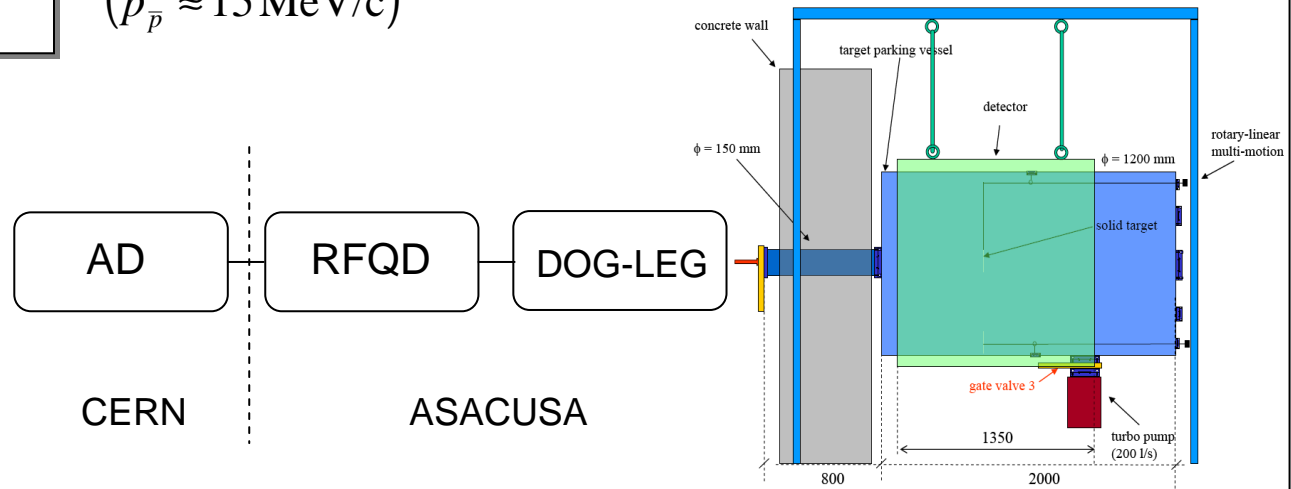 (p_p̄ ≈ 15 MeV/c)
concrete wall
target parking vessel
detector
rotary-linear
multi-motion
ϕ = 150 mm
ϕ = 1200 mm
solid target
AD
RFQD
DOG-LEG
gate valve 3
CERN
ASACUSA
1350
turbo pump
(200 l/s)
800
2000